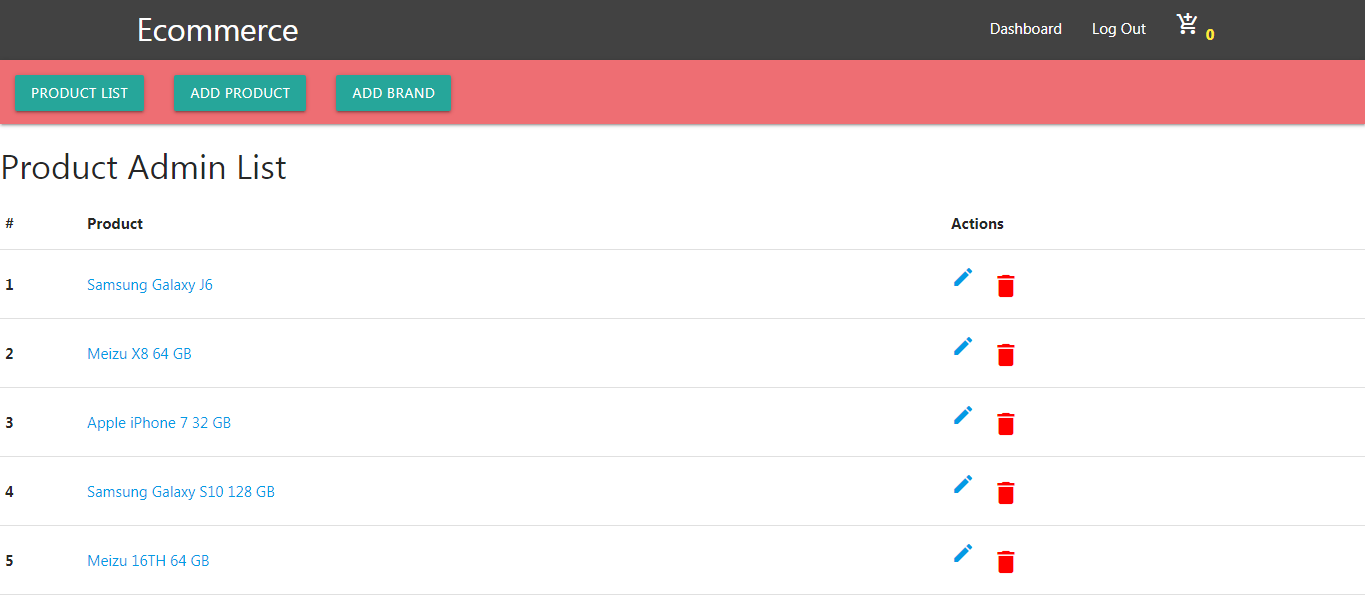 Ecommerce Dashboard Log Out 0
PRODUCT LIST ADD PRODUCT ADD BRAND
Product Admin List
# Product Actions
1 Samsung Galaxy J6
2 Meizu X8 64 GB
3 Apple iPhone 7 32 GB
4 Samsung Galaxy S10 128 GB
5 Meizu 16TH 64 GB